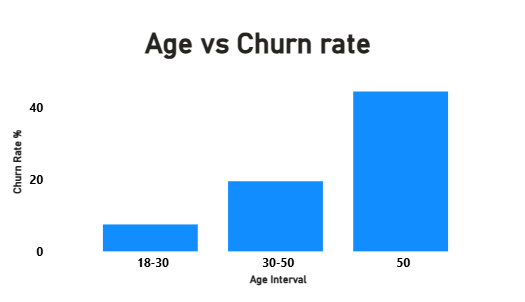 Age vs Churn rate
Churn Rate %
40
20
0
18-30
30-50
50
Age Interval